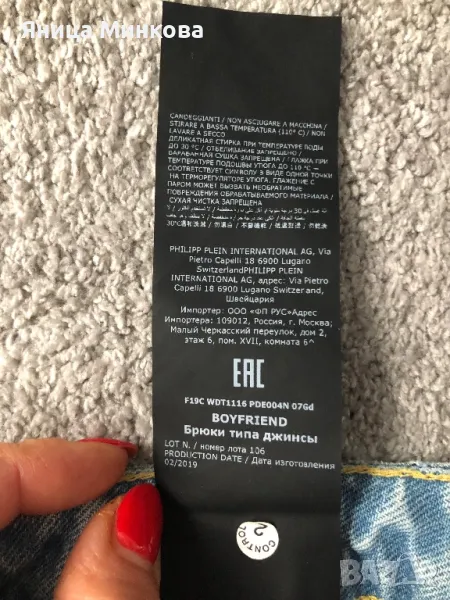 Яница Минкова
CANDEGGIANTI / NON ASCIUGARE A MACCHINA /
STIRARE A BASSA TEMPERATURA (110° C) / NON
LAVARE A SECCO
ДЕЛИКАТНАЯ СТИРКА ПРИ ТЕМПЕРАТУРЕ ВОДЫ
ДО 30 °C / ОТБЕЛИВАНИЕ ЗАПРЕЩЕНО /
БАРАБАННАЯ СУШКА ЗАПРЕЩЕНА / ГЛАЖКА ПРИ
ТЕМПЕРАТУРЕ ПОДОШВЫ УТЮГА ДО 110 °C —
СООТВЕТСТВУЕТ СИМВОЛУ В ВИДЕ ОДНОЙ ТОЧКИ
НА ТЕРМОРЕГУЛЯТОРЕ УТЮГА. ГЛАЖЕНИЕ С
ПАРОМ МОЖЕТ ВЫЗВАТЬ НЕОБРАТИМЫЕ
ПОВРЕЖДЕНИЯ ОБРАБАТЫВАЕМОГО МАТЕРИАЛА /
СУХАЯ ЧИСТКА ЗАПРЕЩЕНА
PHILIPP PLEIN INTERNATIONAL AG, Via
Pietro Capelli 18 6900 Lugano
SwitzerlandPHILIPP PLEIN
INTERNATIONAL AG, адрес: Via Pietro
Capelli 18 6900 Lugano Switzerand,
Швейцария
Импортер: ООО «ФП РУС»Адрес
Импортера: 109012, Россия, г. Москва;
Малый Черкасский переулок, дом 2,
этаж 6, пом. XVII, комната 6^
EAC
F19C WDT1116 PDE004N 07Gd
BOYFRIEND
Брюки типа джинсы
LOT N. / номер лота 106
PRODUCTION DATE / Дата изготовления
02/2019
CONTROL 2
BAZAR